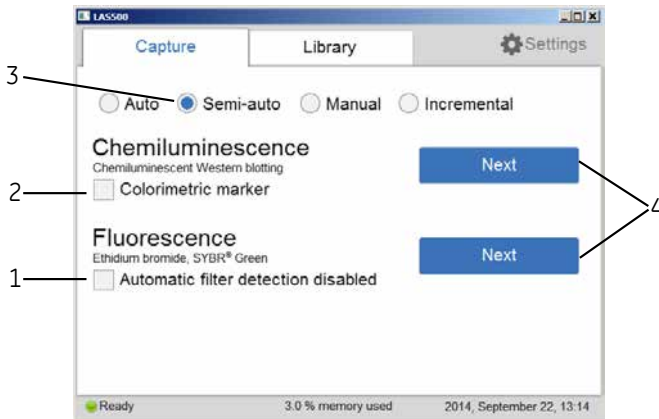 LAS500
Capture Library Settings
3
Auto Semi-auto Manual Incremental
Chemiluminescence
Chemiluminescent Western blotting
Next
2
Colorimetric marker
4
Fluorescence
Ethidium bromide, SYBR® Green
Next
1
Automatic filter detection disabled
Ready 3.0 % memory used 2014, September 22, 13:14